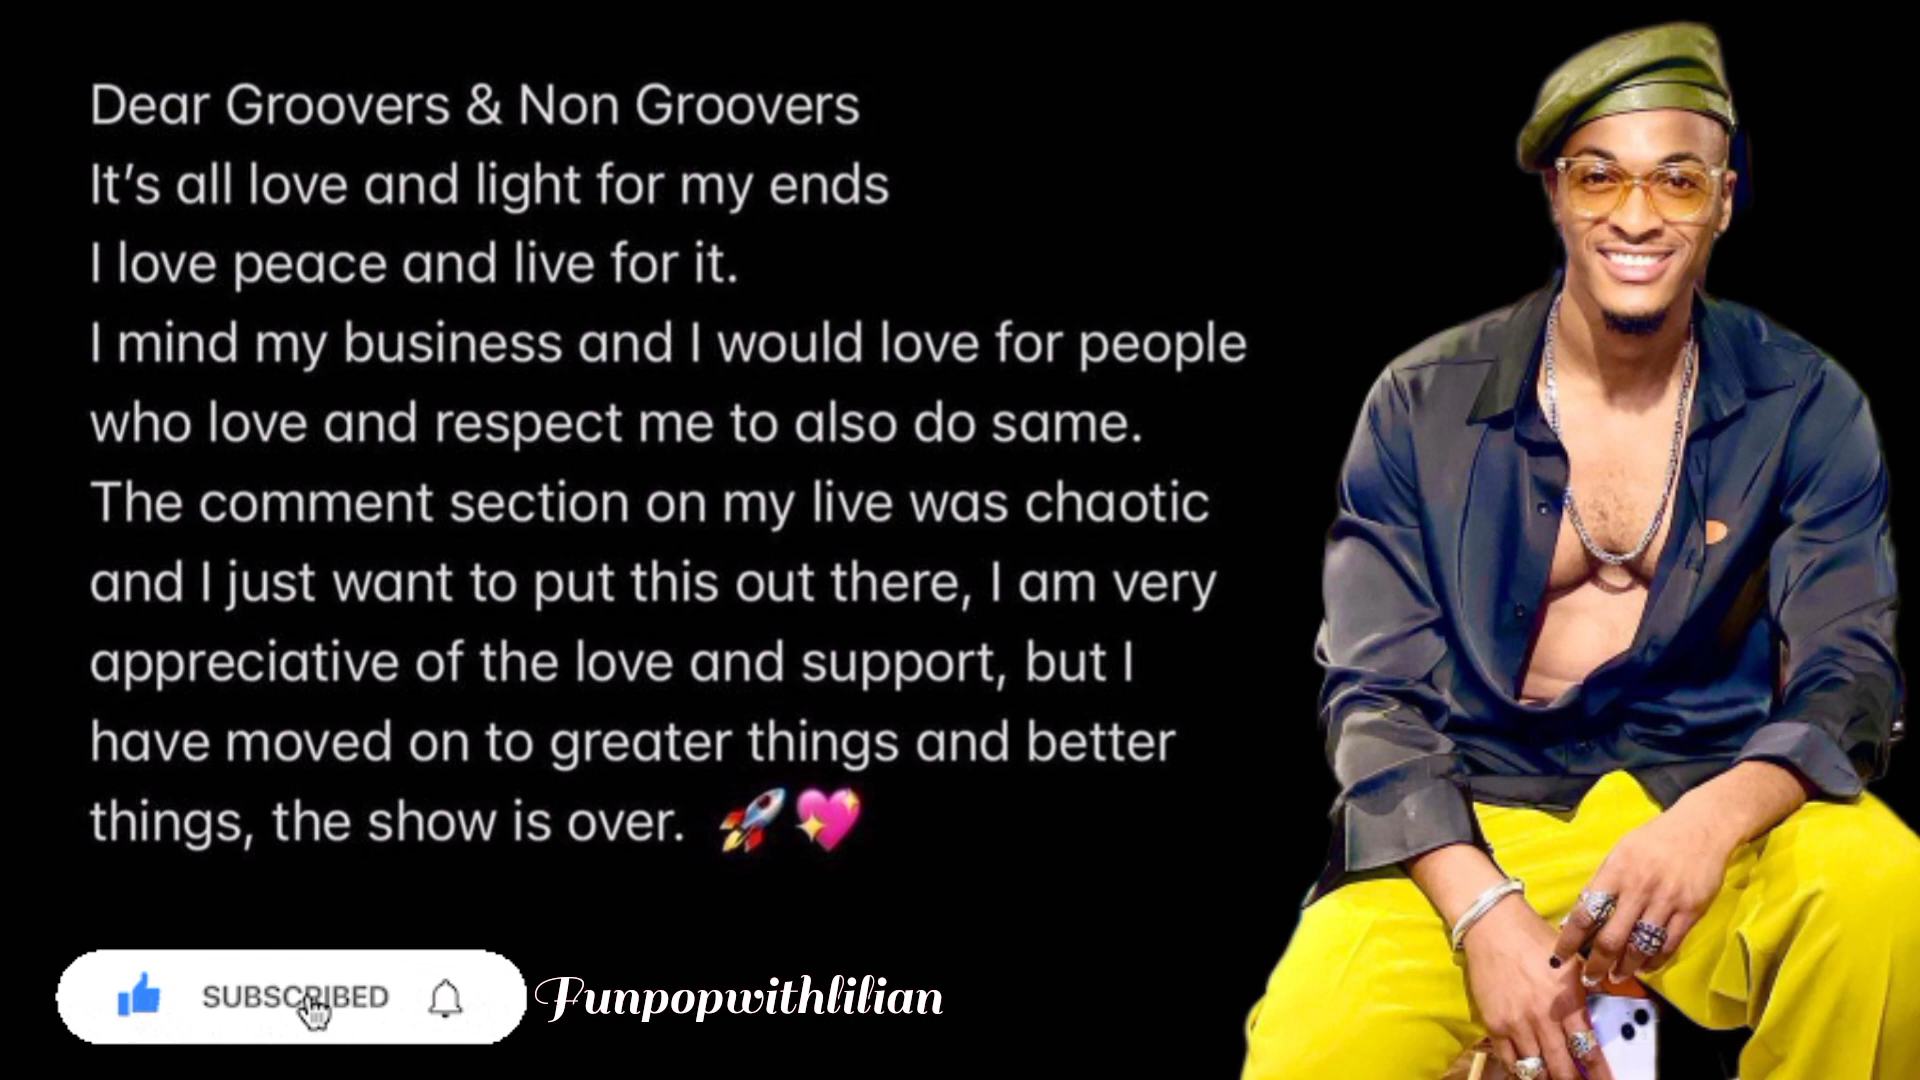 Dear Groovers & Non Groovers
It’s all love and light for my ends
I love peace and live for it.
I mind my business and I would love for people
who love and respect me to also do same.
The comment section on my live was chaotic
and I just want to put this out there, I am very
appreciative of the love and support, but I
have moved on to greater things and better
things, the show is over. 🚀💖
SUBSCRIBED
Funpopwithlilian